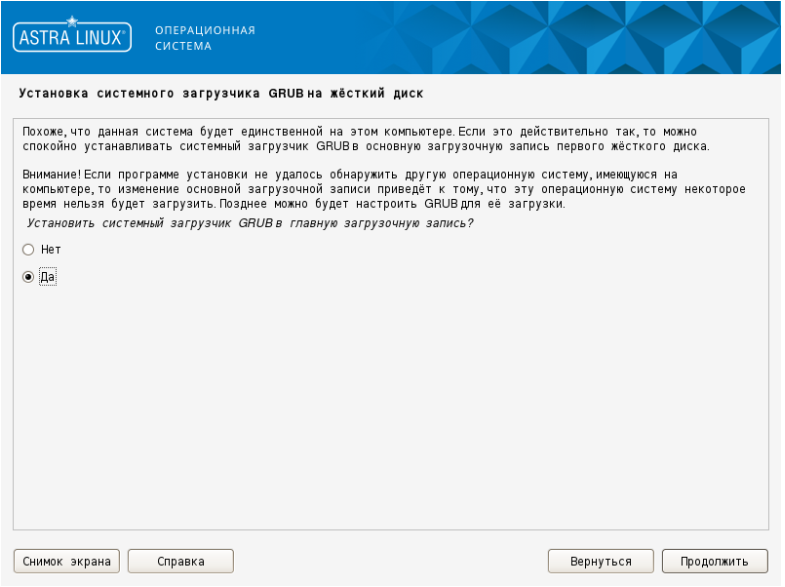 ASTRA LINUX®
ОПЕРАЦИОННАЯ
СИСТЕМА
Установка системного загрузчика GRUB на жёсткий диск
Похоже, что данная система будет единственной на этом компьютере. Если это действительно так, то можно
спокойно устанавливать системный загрузчик GRUB в основную загрузочную запись первого жёсткого диска.
Внимание! Если программе установки не удалось обнаружить другую операционную систему, имеющуюся на
компьютере, то изменение основной загрузочной записи приведёт к тому, что эту операционную систему некоторое
время нельзя будет загрузить. Позднее можно будет настроить GRUB для её загрузки.
Установить системный загрузчик GRUB в главную загрузочную запись?
Нет
Да
Снимок экрана
Справка
Вернуться
Продолжить